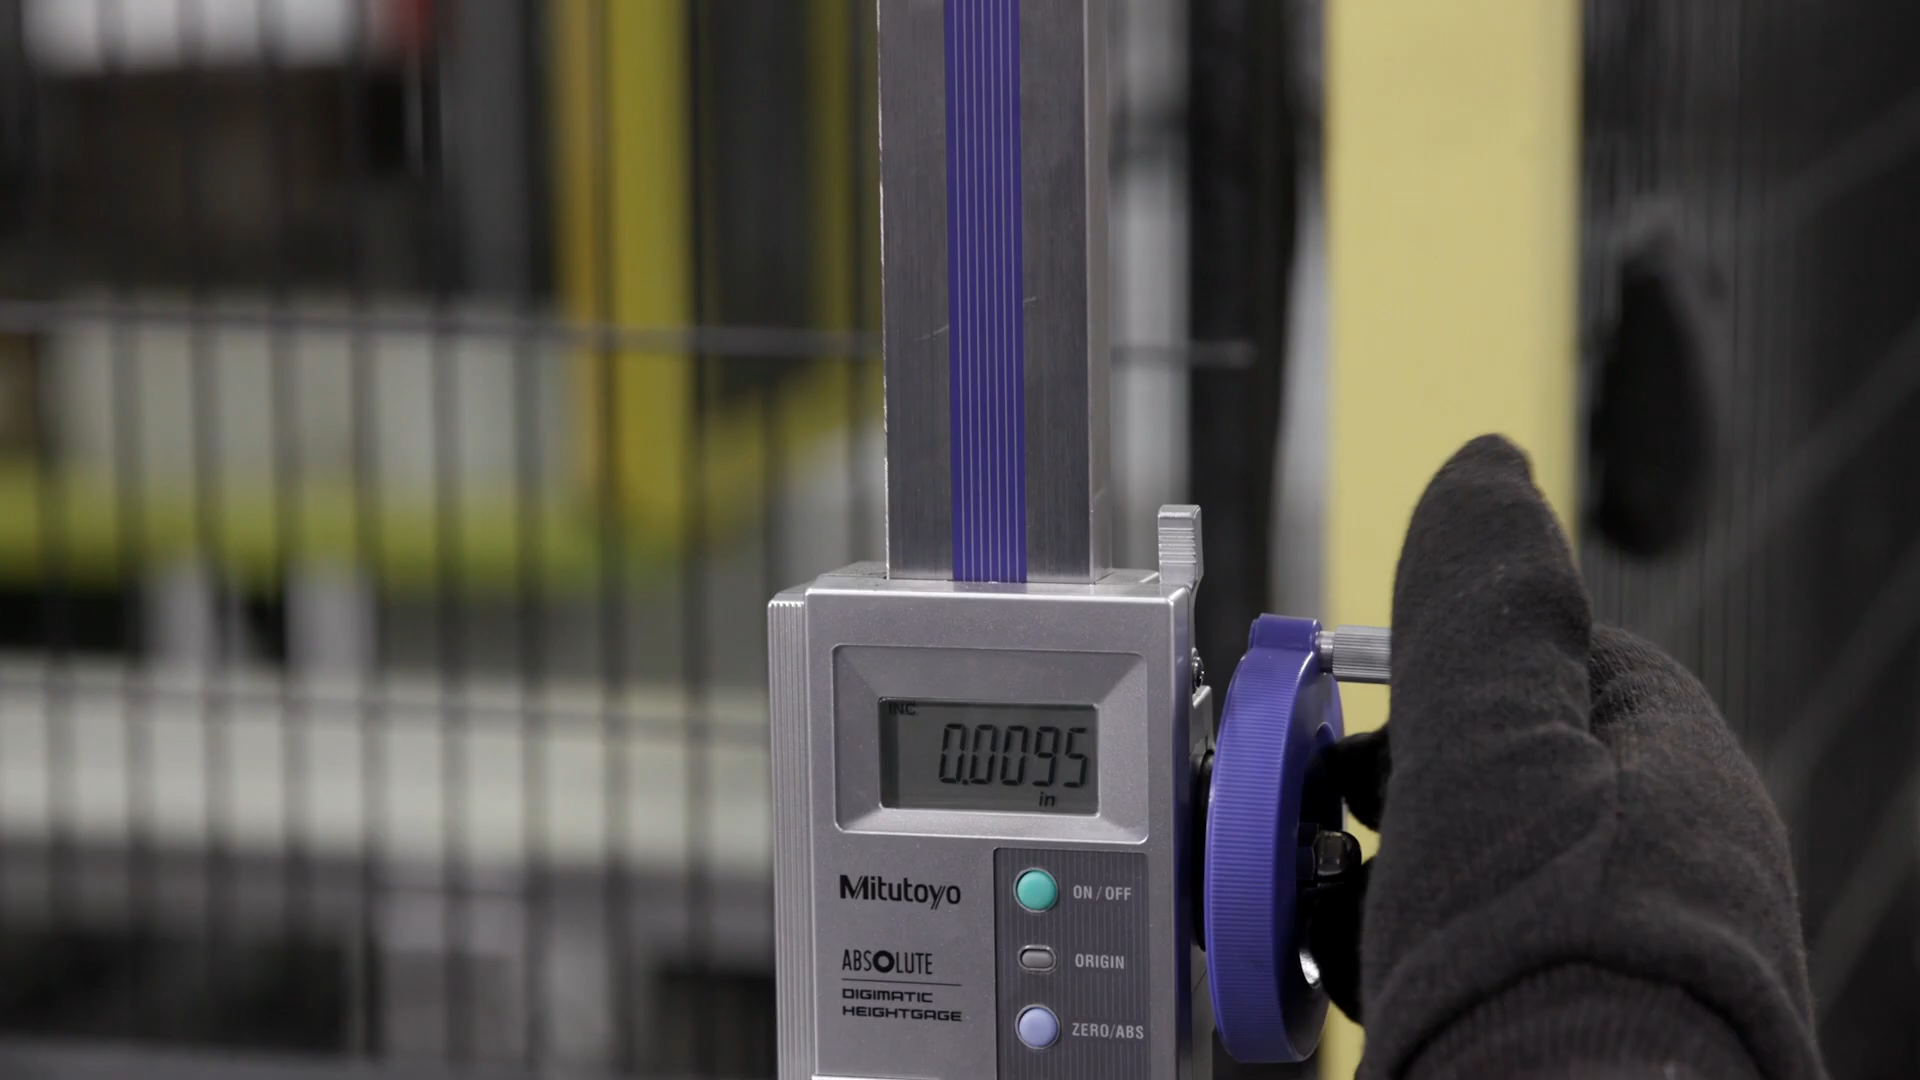 INC
0.0095
in
Mitutoyo
ON/OFF
ABSOLUTE
ORIGIN
DIGIMATIC
HEIGHTGAGE
ZERO/ABS